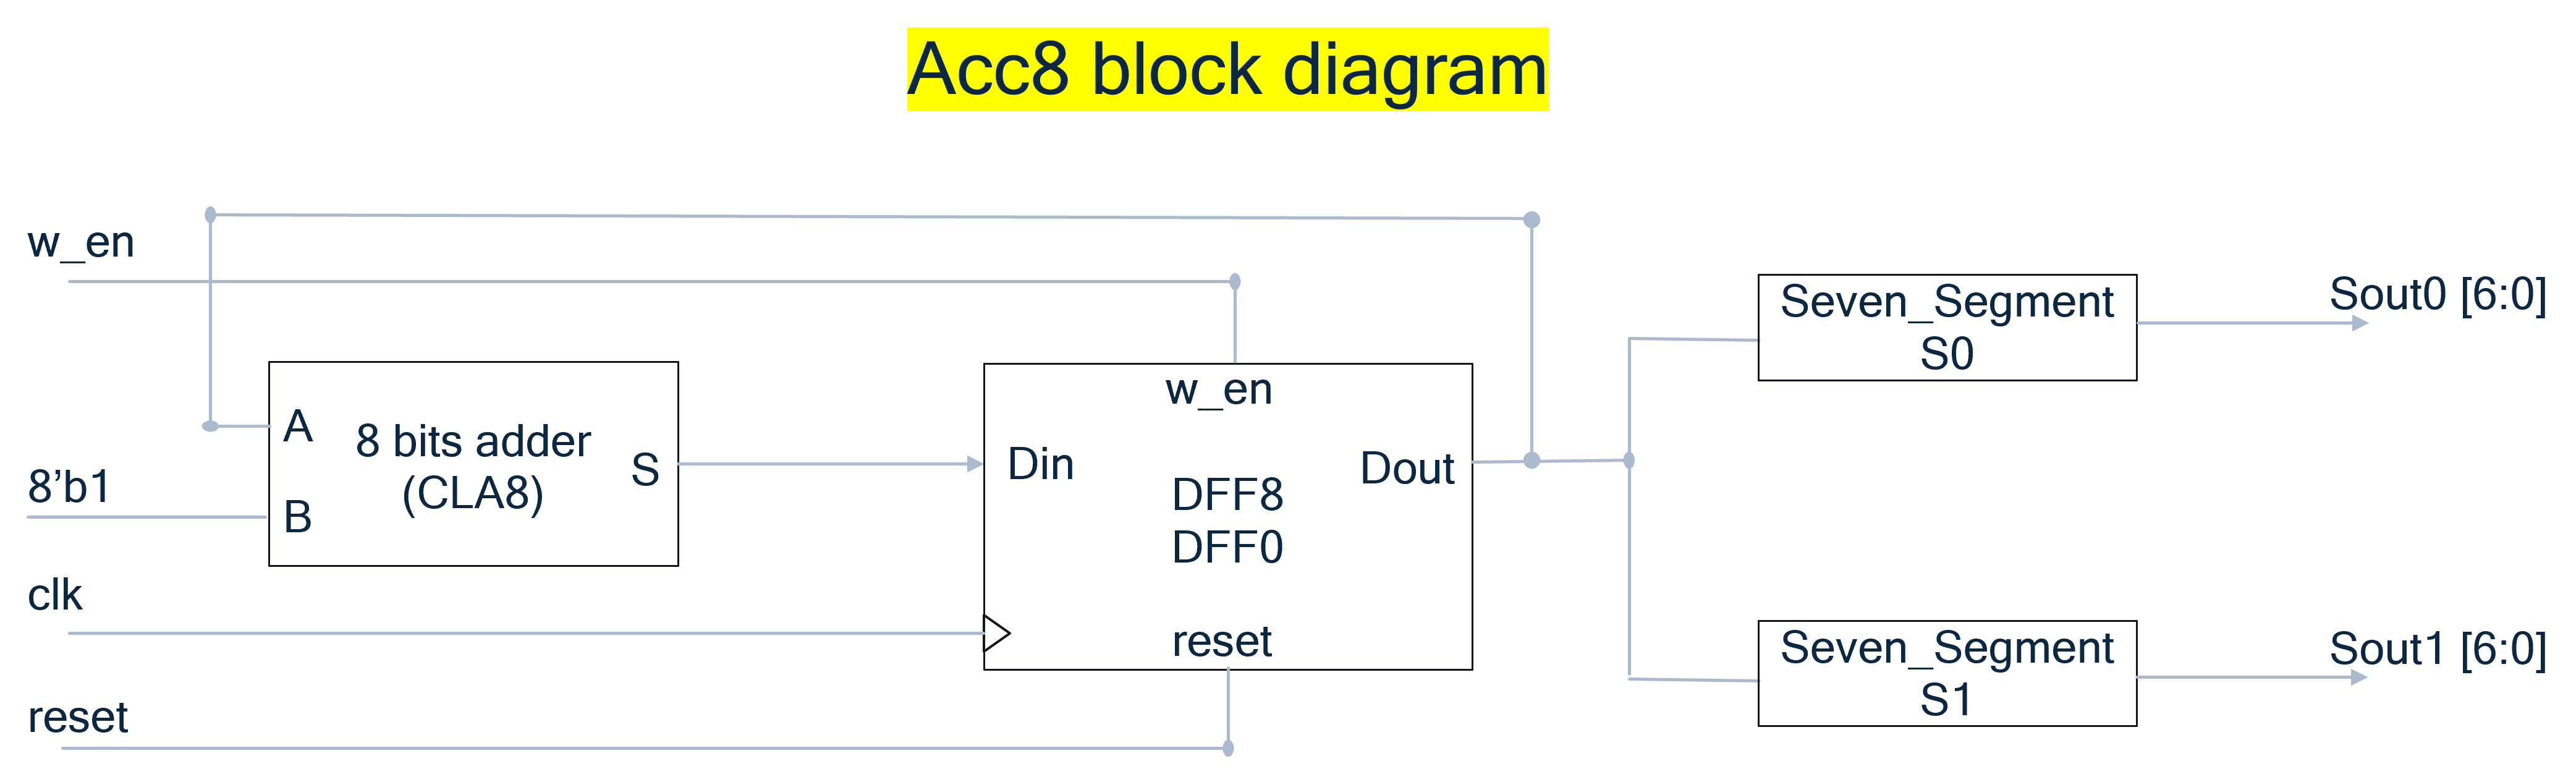 Acc8 block diagram
w_en
8’b1
clk
reset
A
B
8 bits adder
(CLA8)
S
w_en
Din
Dout
DFF8
DFF0
reset
Seven_Segment
S0
Sout0 [6:0]
Seven_Segment
S1
Sout1 [6:0]